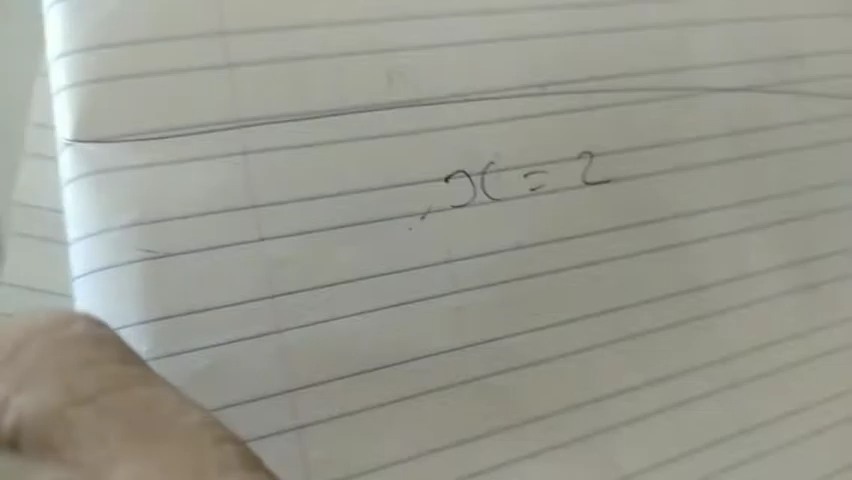 x = 2